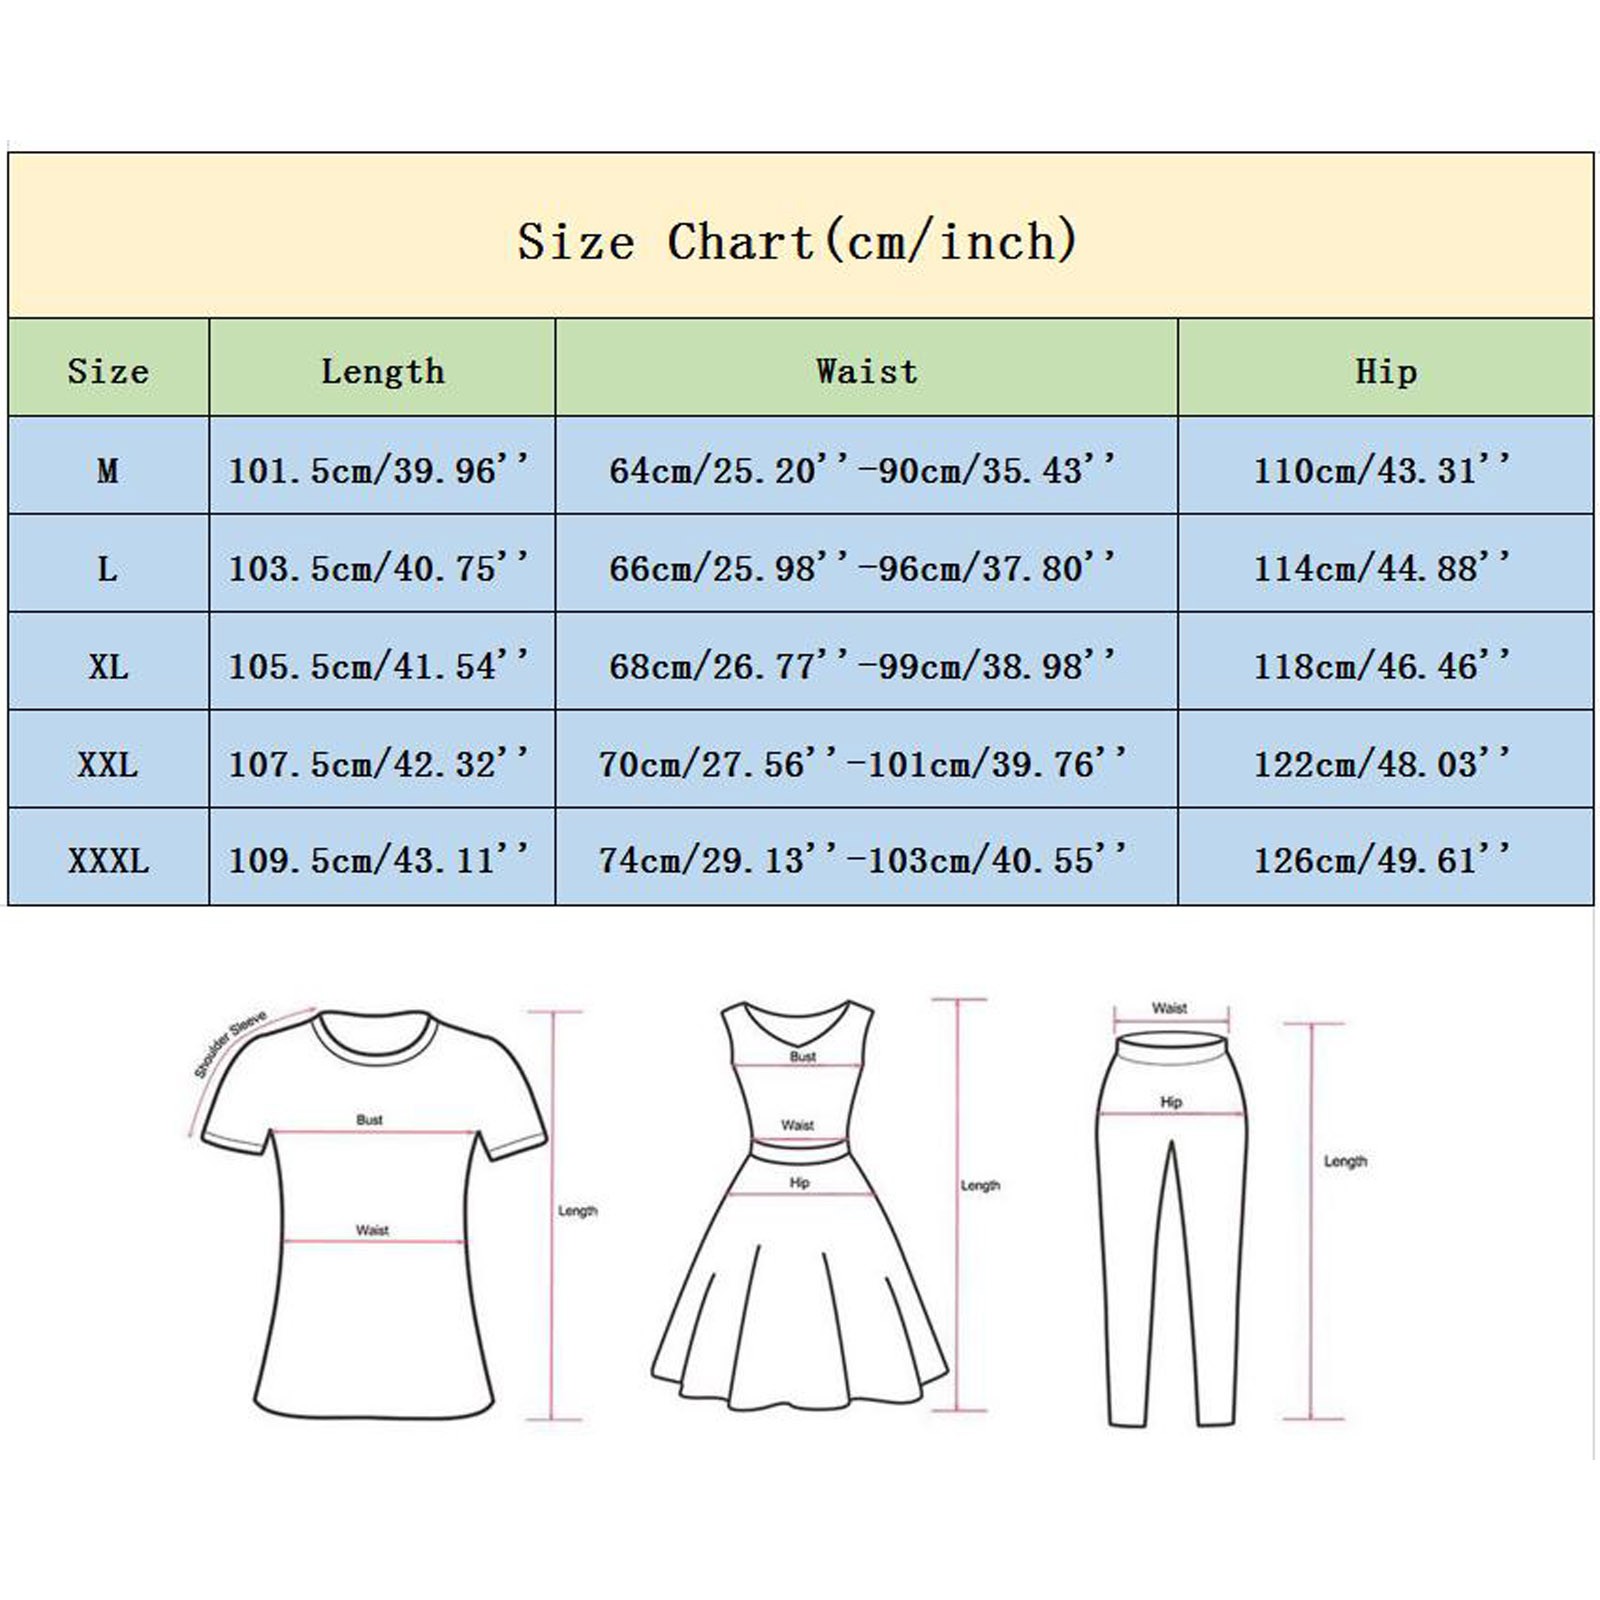 Size Chart(cm/inch)
Size Length Waist Hip
M 101.5cm/39.96'' 64cm/25.20''-90cm/35.43'' 110cm/43.31''
L 103.5cm/40.75'' 66cm/25.98''-96cm/37.80'' 114cm/44.88''
XL 105.5cm/41.54'' 68cm/26.77''-99cm/38.98'' 118cm/46.46''
XXL 107.5cm/42.32'' 70cm/27.56''-101cm/39.76'' 122cm/48.03''
XXXL 109.5cm/43.11'' 74cm/29.13''-103cm/40.55'' 126cm/49.61''
Shoulder Sleeve
Bust
Waist
Length
Bust
Waist
Hip
Length
Waist
Hip
Length